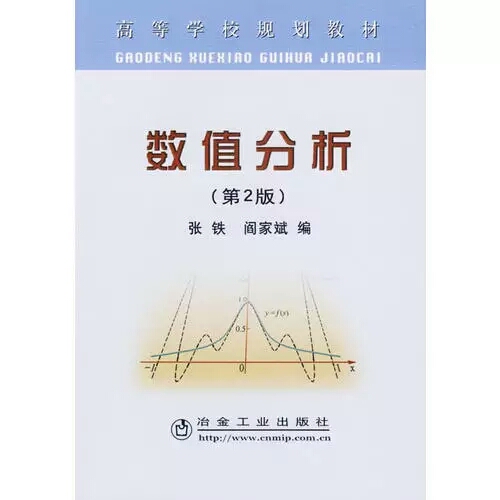 高等学校规划教材
GAODENG XUEXIAO GUIHUA JIAOCAI
数值分析
(第2版)
张 铁 阎家斌 编
1.0
y=f(x)
0.5
0
x
冶金工业出版社
http://www.cnmip.com.cn